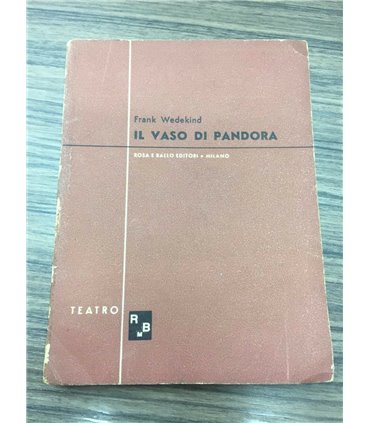 Frank Wedekind
IL VASO DI PANDORA
ROSA E BALLO EDITORI • MILANO
TEATRO
R
B
M